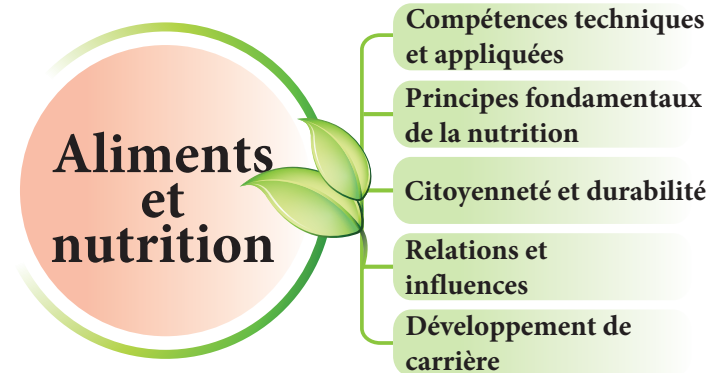 Aliments
et
nutrition
Compétences techniques
et appliquées
Principes fondamentaux
de la nutrition
Citoyenneté et durabilité
Relations et
influences
Développement de
carrière